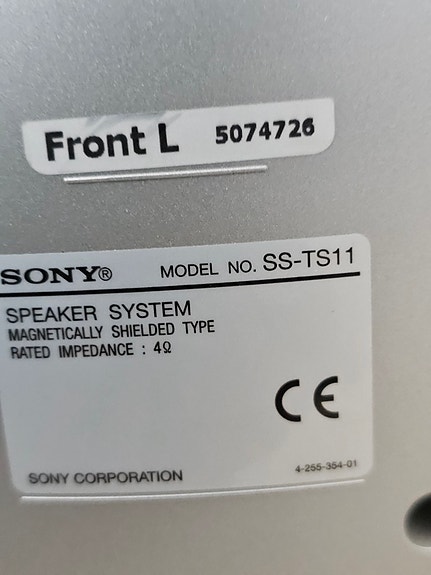 Front L 5074726
SONY® MODEL NO. SS-TS11
SPEAKER SYSTEM
MAGNETICALLY SHIELDED TYPE
RATED IMPEDANCE : 4Ω
CE
SONY CORPORATION 4-255-354-01